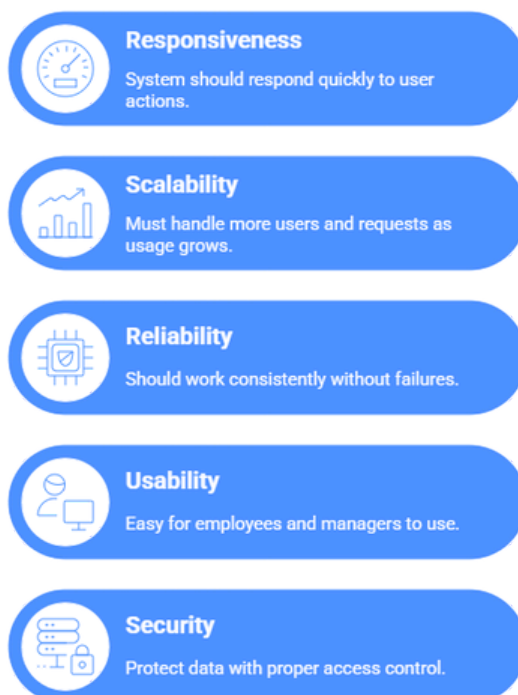 Responsiveness
System should respond quickly to user
actions.
Scalability
Must handle more users and requests as
usage grows.
Reliability
Should work consistently without failures.
Usability
Easy for employees and managers to use.
Security
Protect data with proper access control.